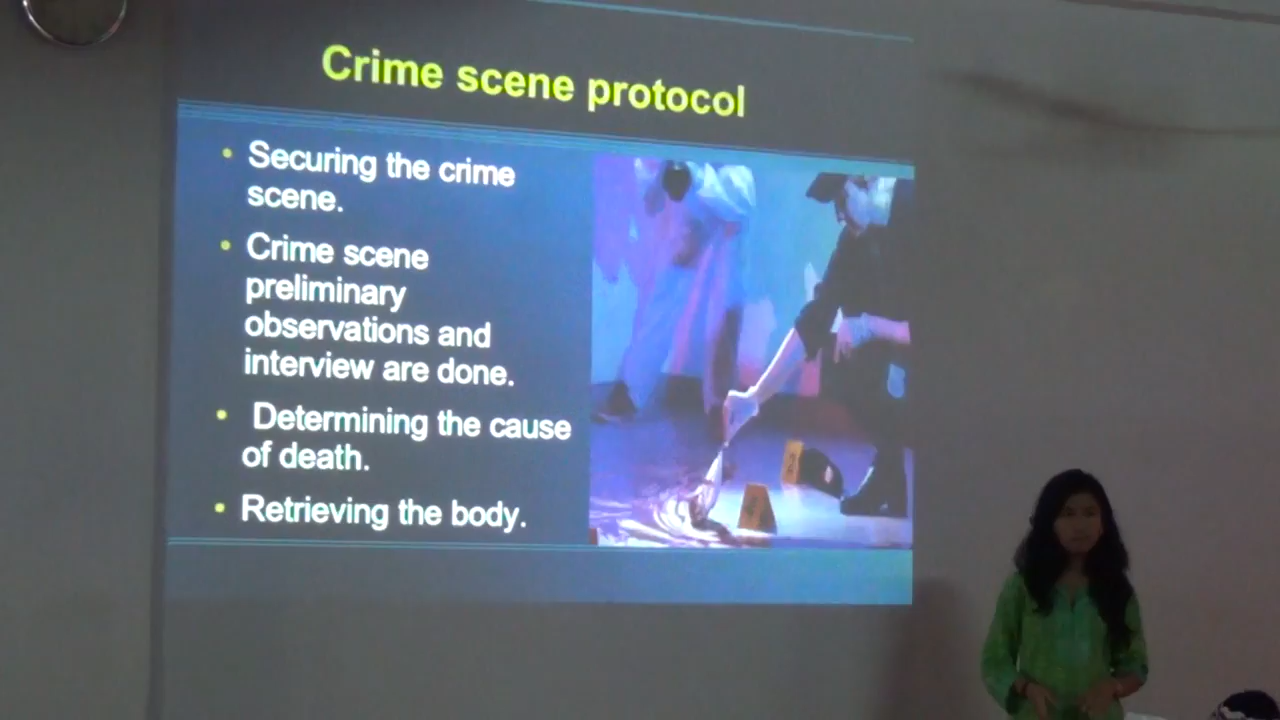 Crime scene protocol
• Securing the crime
scene.
• Crime scene
preliminary
observations and
interview are done.
• Determining the cause
of death.
• Retrieving the body.
2